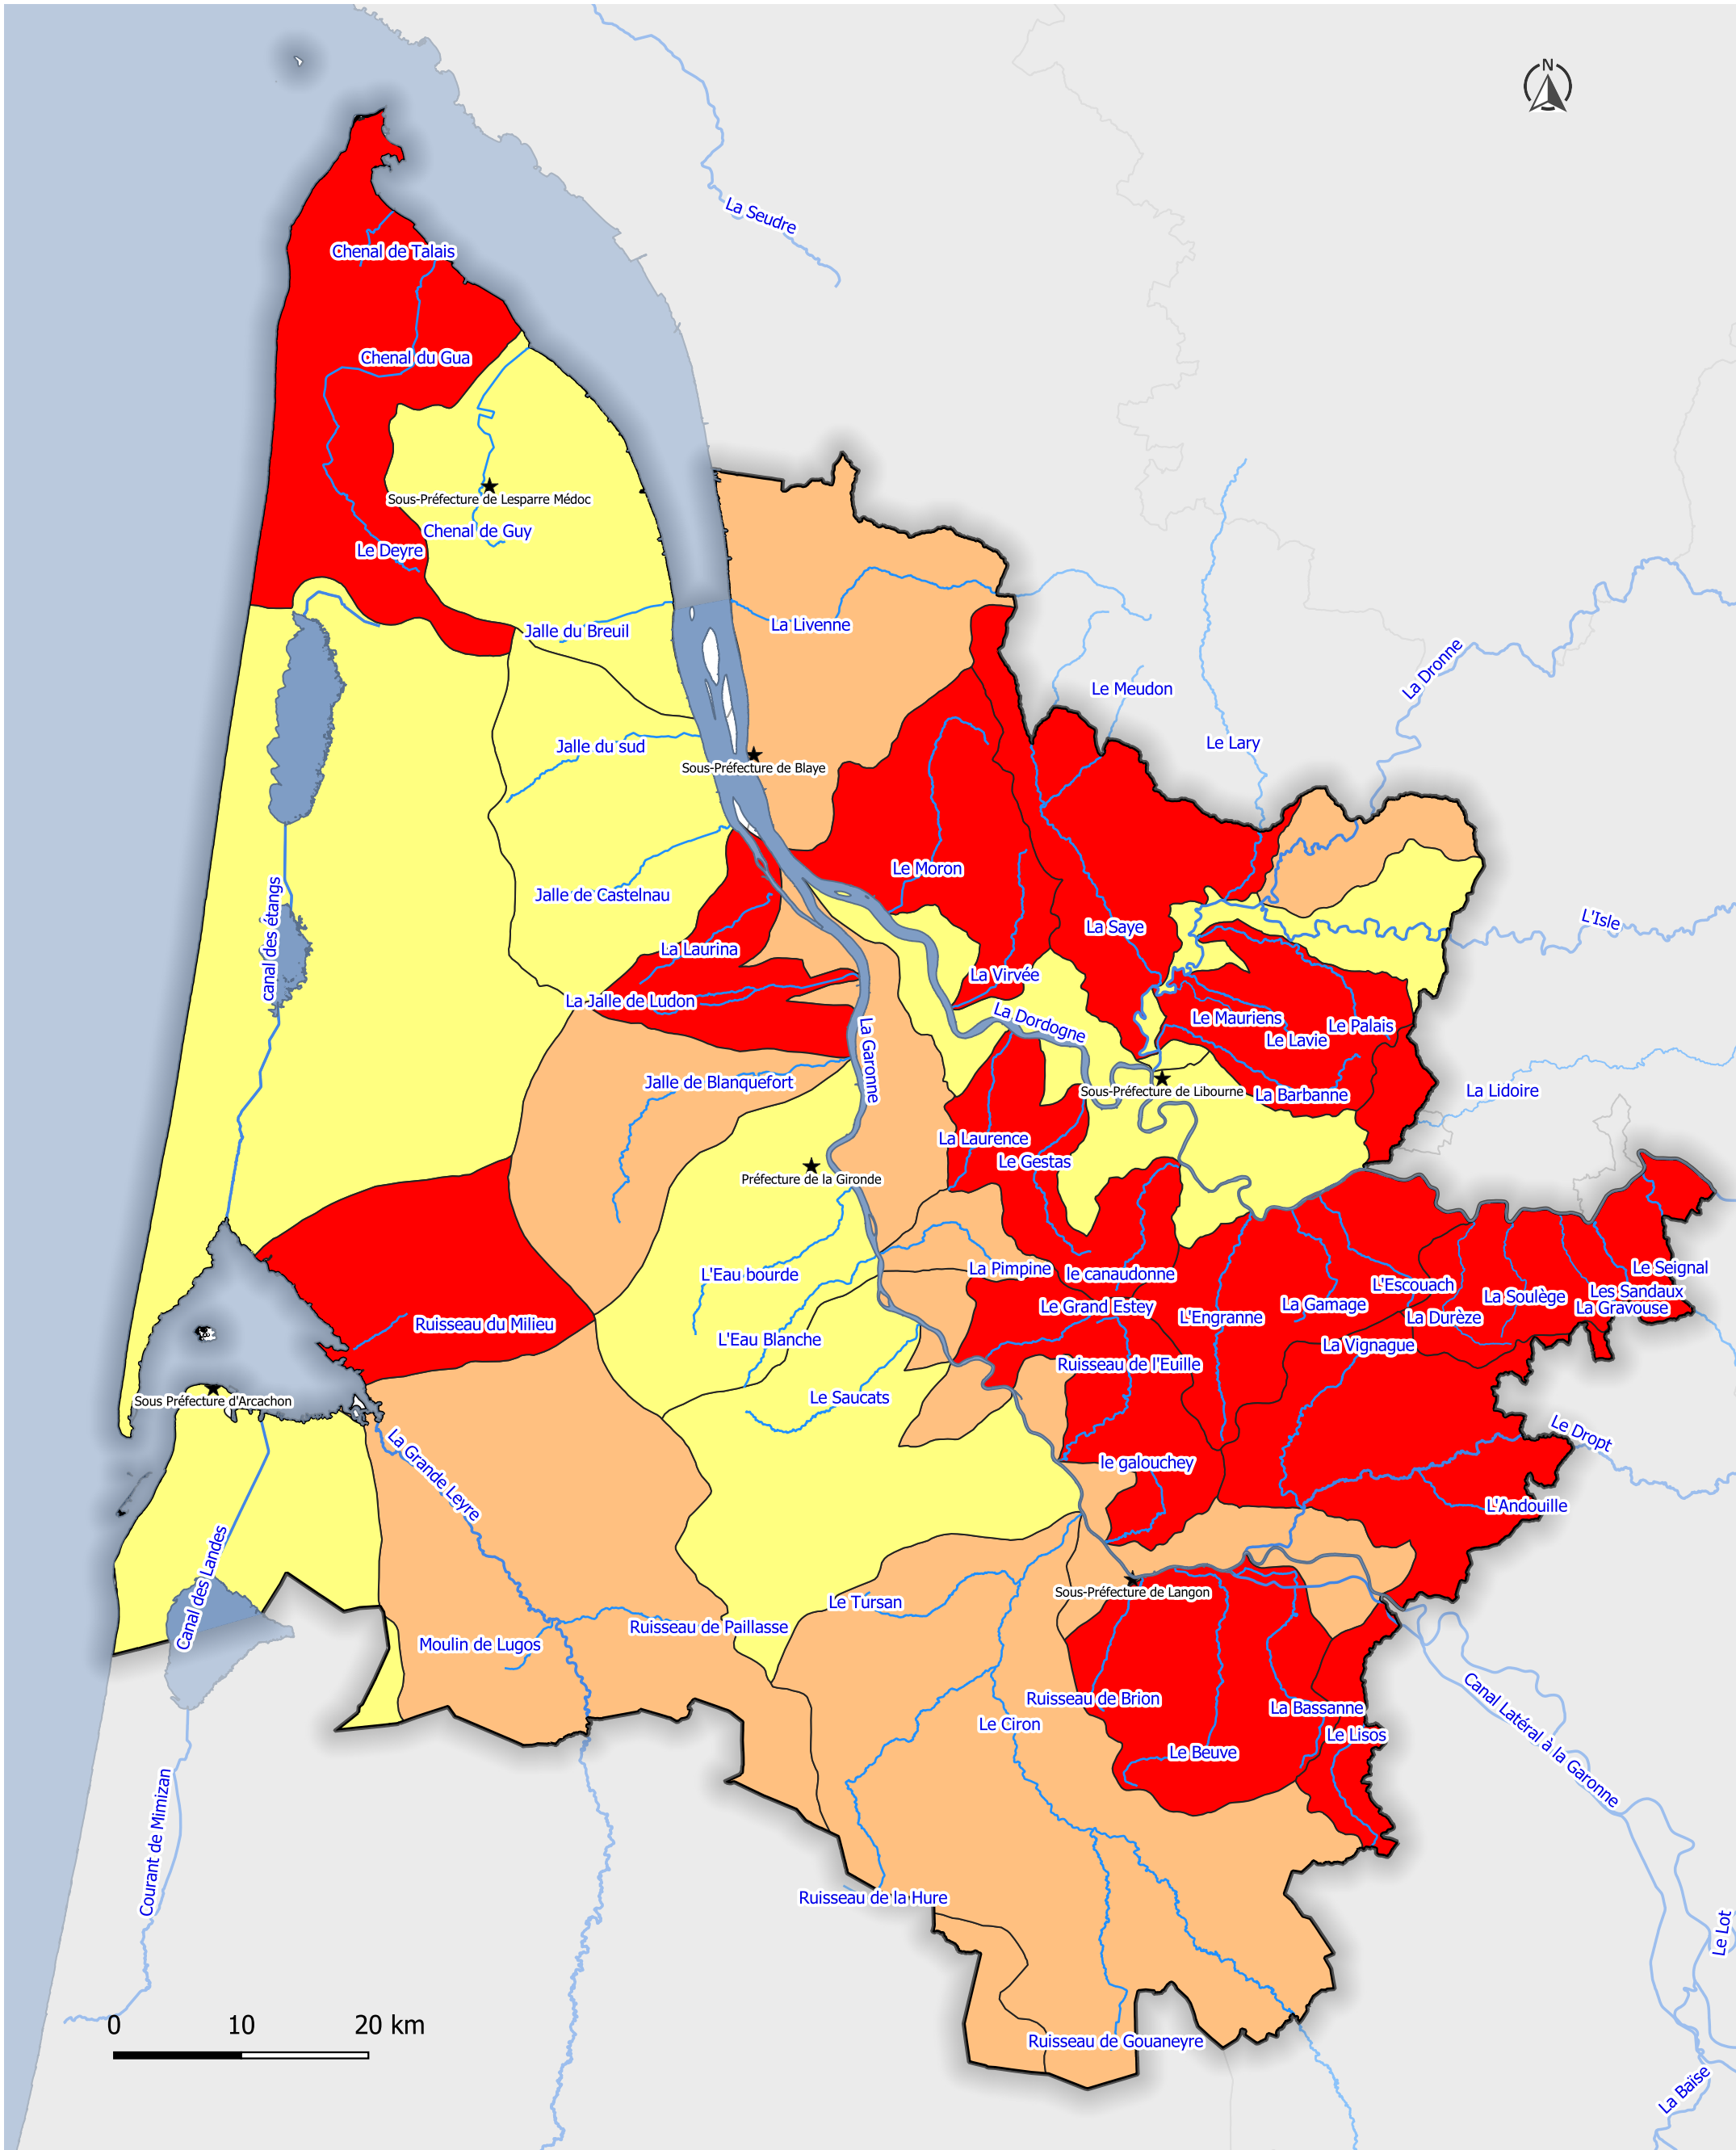 N
La Seudre
Chenal de Talais
Chenal du Gua
Sous-Préfecture de Lesparre Médoc
Chenal de Guy
Le Deyre
Jalle du Breuil
La Livenne
La Dronne
Le Meudon
Le Lary
Jalle du sud
Sous-Préfecture de Blaye
Le Moron
Jalle de Castelnau
canal des étangs
La Saye
L'Isle
La Laurina
La Virvée
La Jalle de Ludon
La Dordogne
Le Mauriens
Le Palais
Le Lavie
La Garonne
Jalle de Blanquefort
Sous-Préfecture de Libourne
La Barbanne
La Lidoire
La Laurence
Le Gestas
Préfecture de la Gironde
La Pimpine
L'Eau bourde
le canaudonne
Le Seignal
L'Escouach
Les Sandaux
La Soulège
La Gamage
La Gravouse
Le Grand Estey
L'Engranne
La Durèze
Ruisseau du Milieu
L'Eau Blanche
La Vignague
Ruisseau de l'Euille
Sous Préfecture d'Arcachon
Le Saucats
Le Dropt
La Grande Leyre
le galouchey
L'Andouille
Canal des Landes
Sous-Préfecture de Langon
Le Tursan
Ruisseau de Paillasse
Moulin de Lugos
Ruisseau de Brion
La Bassanne
Le Ciron
Le Lisos
Canal Latéral à la Garonne
Le Beuve
Courant de Mimizan
Ruisseau de la Hure
Le Lot
0 10 20 km
Ruisseau de Gouaneyre
La Baïse